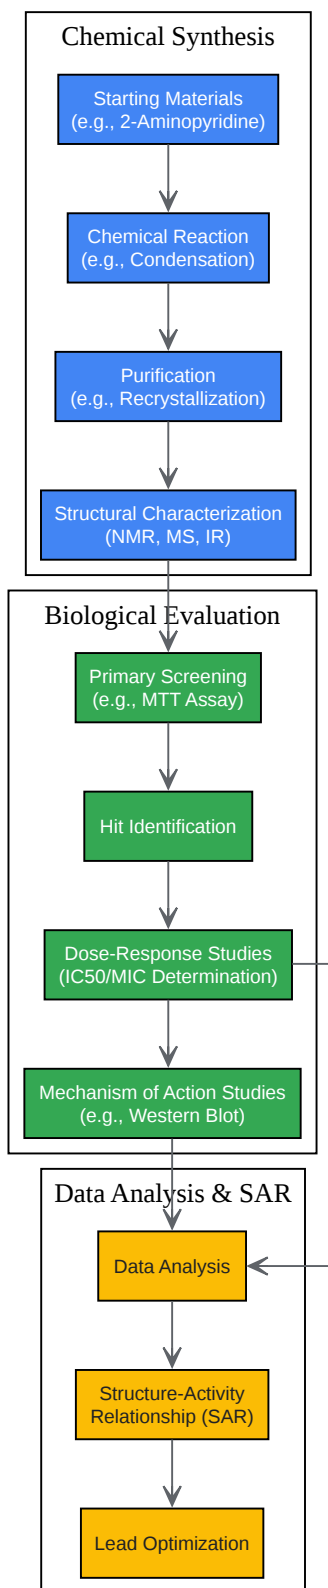 Chemical Synthesis
Starting Materials
(e.g., 2-Aminopyridine)
Chemical Reaction
(e.g., Condensation)
Purification
(e.g., Recrystallization)
Structural Characterization
(NMR, MS, IR)
Biological Evaluation
Primary Screening
(e.g., MTT Assay)
Hit Identification
Dose-Response Studies
(IC50/MIC Determination)
Mechanism of Action Studies
(e.g., Western Blot)
Data Analysis & SAR
Data Analysis
Structure-Activity
Relationship (SAR)
Lead Optimization